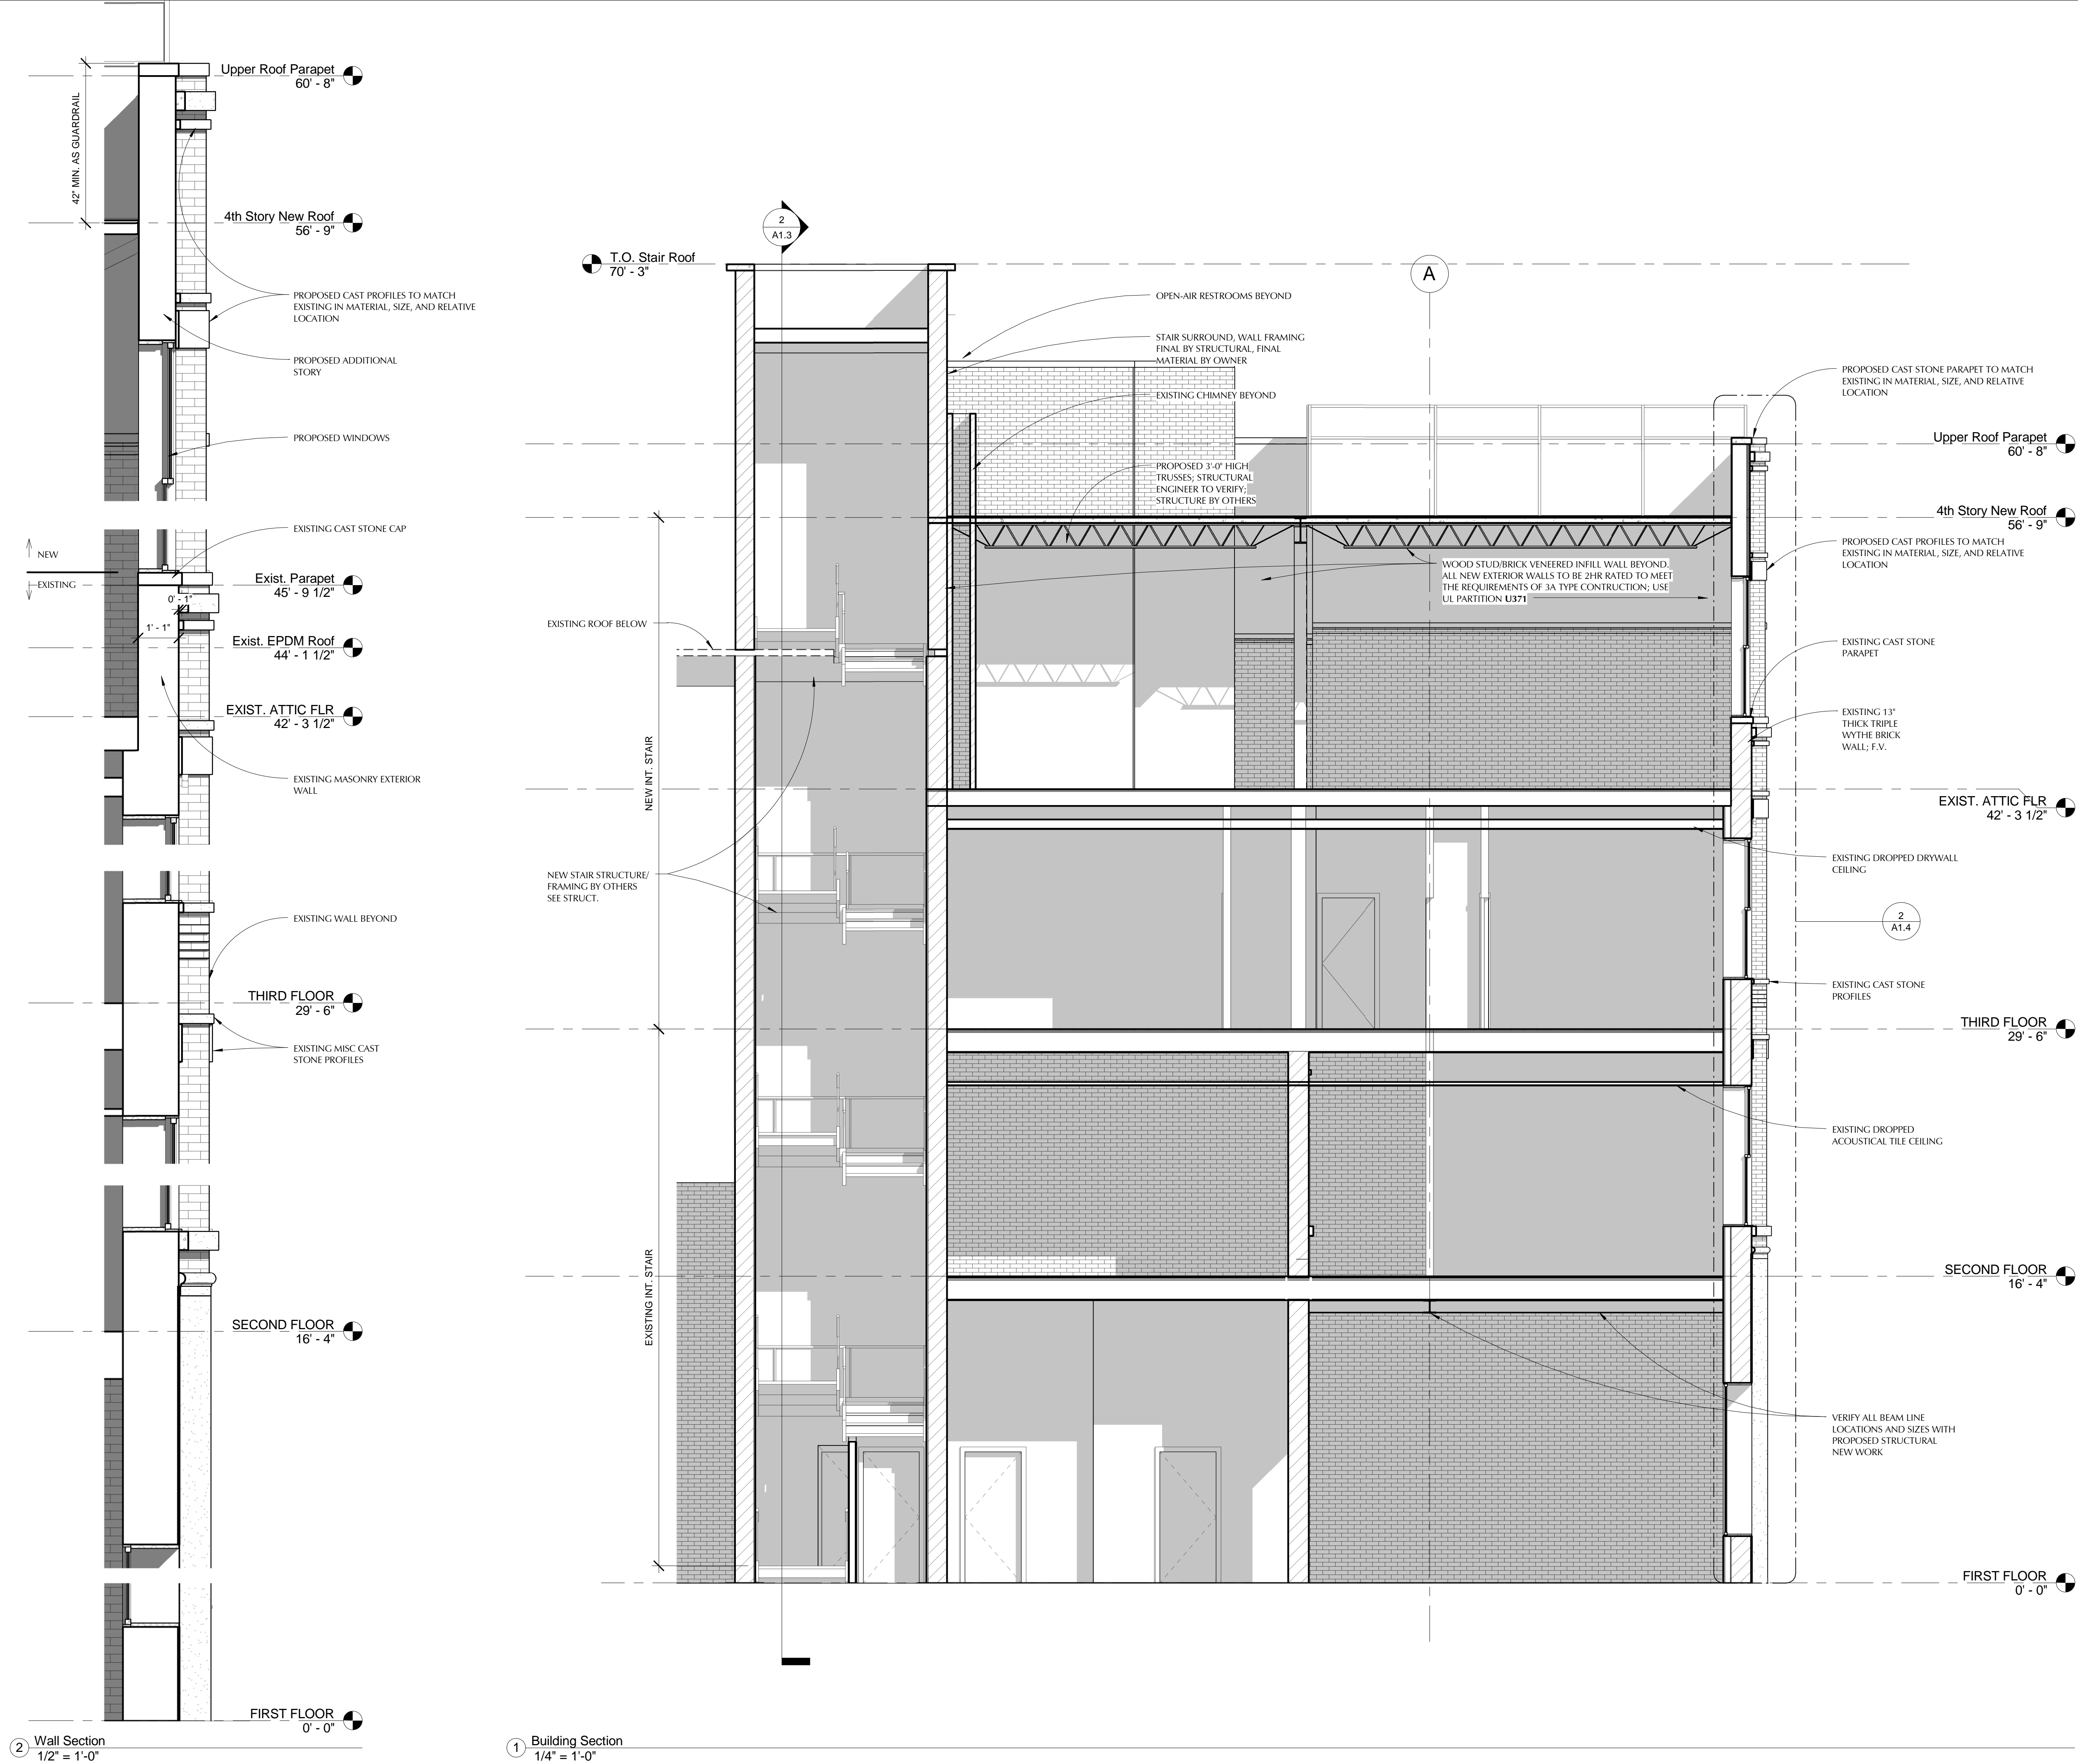 Upper Roof Parapet
60' - 8"
42" MIN. AS GUARDRAIL
4th Story New Roof
56' - 9"
PROPOSED CAST PROFILES TO MATCH
EXISTING IN MATERIAL, SIZE, AND RELATIVE
LOCATION
PROPOSED ADDITIONAL
STORY
PROPOSED WINDOWS
EXISTING CAST STONE CAP
NEW
EXISTING
Exist. Parapet
45' - 9 1/2"
0' - 1"
1' - 1"
Exist. EPDM Roof
44' - 1 1/2"
EXIST. ATTIC FLR
42' - 3 1/2"
EXISTING MASONRY EXTERIOR
WALL
EXISTING WALL BEYOND
THIRD FLOOR
29' - 6"
EXISTING MISC CAST
STONE PROFILES
SECOND FLOOR
16' - 4"
FIRST FLOOR
0' - 0"
2
Wall Section
1/2" = 1'-0"
2
A1.3
T.O. Stair Roof
70' - 3"
A
OPEN-AIR RESTROOMS BEYOND
STAIR SURROUND, WALL FRAMING
FINAL BY STRUCTURAL, FINAL
MATERIAL BY OWNER
EXISTING CHIMNEY BEYOND
PROPOSED 3'-0" HIGH
TRUSSES; STRUCTURAL
ENGINEER TO VERIFY;
STRUCTURE BY OTHERS
WOOD STUD/BRICK VENEERED INFILL WALL BEYOND.
ALL NEW EXTERIOR WALLS TO BE 2HR RATED TO MEET
THE REQUIREMENTS OF 3A TYPE CONTRUCTION; USE
UL PARTITION U371
EXISTING ROOF BELOW
NEW INT. STAIR
NEW STAIR STRUCTURE/
FRAMING BY OTHERS
SEE STRUCT.
EXISTING INT. STAIR
PROPOSED CAST STONE PARAPET TO MATCH
EXISTING IN MATERIAL, SIZE, AND RELATIVE
LOCATION
Upper Roof Parapet
60' - 8"
4th Story New Roof
56' - 9"
PROPOSED CAST PROFILES TO MATCH
EXISTING IN MATERIAL, SIZE, AND RELATIVE
LOCATION
EXISTING CAST STONE
PARAPET
EXISTING 13"
THICK TRIPLE
WYTHE BRICK
WALL; F.V.
EXIST. ATTIC FLR
42' - 3 1/2"
EXISTING DROPPED DRYWALL
CEILING
2
A1.4
EXISTING CAST STONE
PROFILES
THIRD FLOOR
29' - 6"
EXISTING DROPPED
ACOUSTICAL TILE CEILING
SECOND FLOOR
16' - 4"
VERIFY ALL BEAM LINE
LOCATIONS AND SIZES WITH
PROPOSED STRUCTURAL
NEW WORK
FIRST FLOOR
0' - 0"
1
Building Section
1/4" = 1'-0"